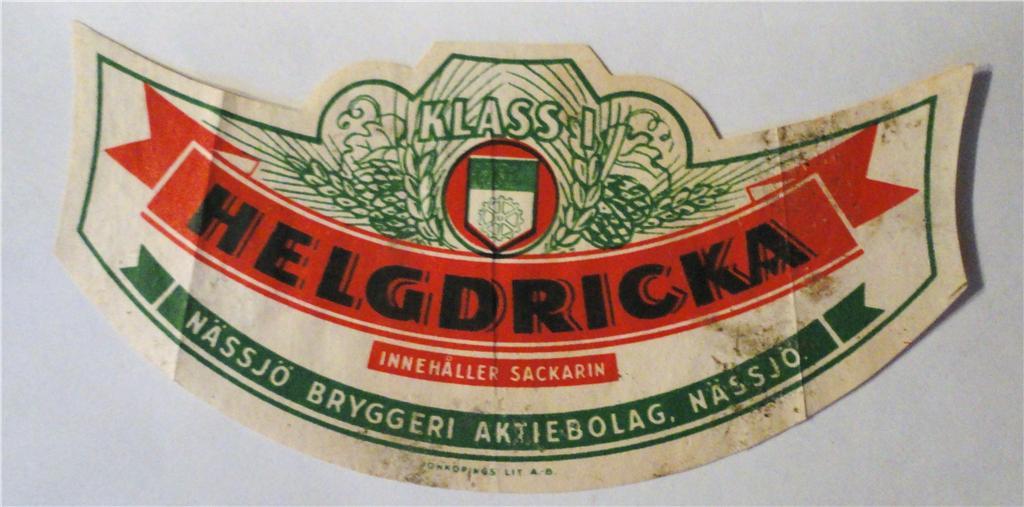 KLASS I
HELGDRICKA
INNEHÅLLER SACKARIN
NÄSSJÖ BRYGGERI AKTIEBOLAG, NÄSSJÖ
JÖNKÖPINGS LIT A.-B.